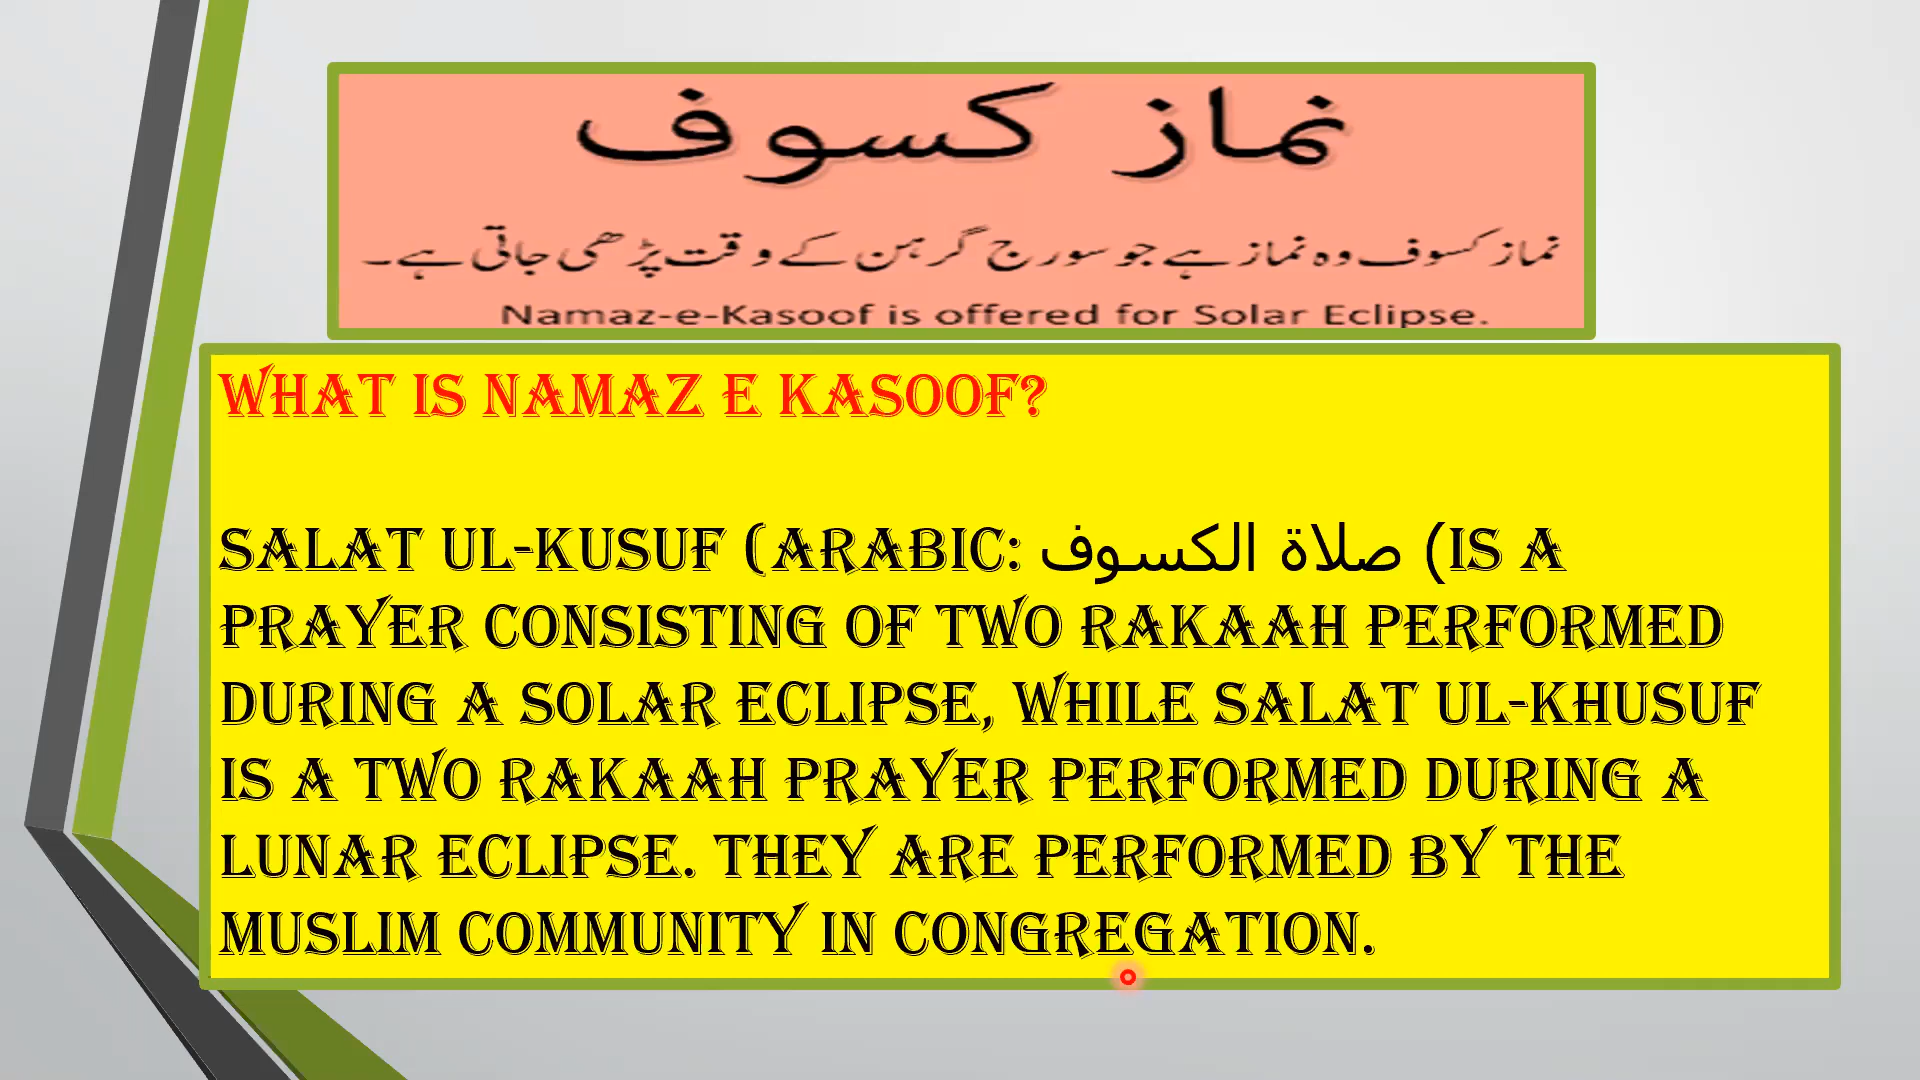 نماز کسوف
نماز کسوف وہ نماز ہے جو سورج گرہن کے وقت پڑھی جاتی ہے۔
Namaz-e-Kasoof is offered for Solar Eclipse.
WHAT IS NAMAZ E KASOOF?
SALAT UL-KUSUF (ARABIC: صلاة الكسوف (IS A
PRAYER CONSISTING OF TWO RAKAAH PERFORMED
DURING A SOLAR ECLIPSE, WHILE SALAT UL-KHUSUF
IS A TWO RAKAAH PRAYER PERFORMED DURING A
LUNAR ECLIPSE. THEY ARE PERFORMED BY THE
MUSLIM COMMUNITY IN CONGREGATION.